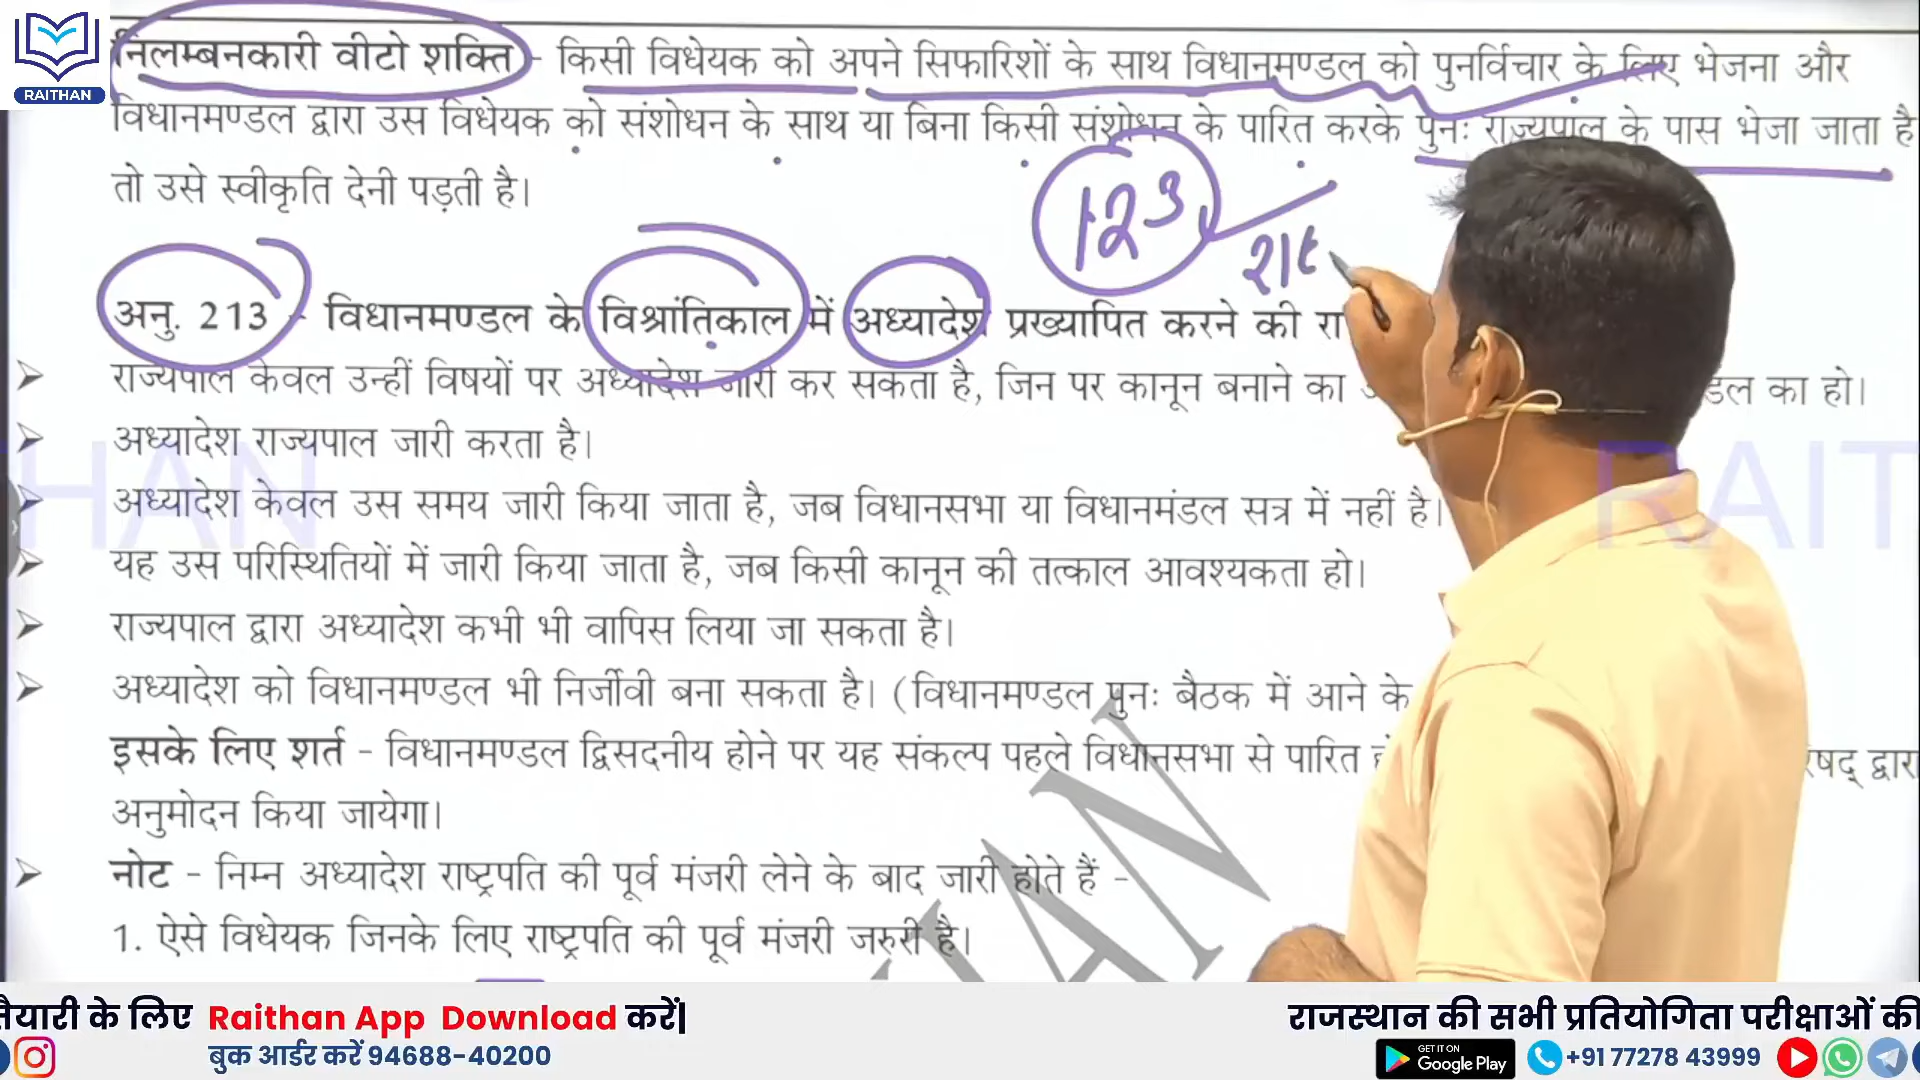 RAITHAN
निलम्बनकारी वीटो शक्ति - किसी विधेयक को अपने सिफारिशों के साथ विधानमण्डल को पुनर्विचार के लिए भेजना और
विधानमण्डल द्वारा उस विधेयक को संशोधन के साथ या बिना किसी संशोधन के पारित करके पुनः राज्यपाल के पास भेजा जाता है
तो उसे स्वीकृति देनी पड़ती है।
123
अनु. 213 - विधानमण्डल के विश्रांतिकाल में अध्यादेश प्रख्यापित करने की
राज्यपाल केवल उन्हीं विषयों पर अध्यादेश जारी कर सकता है, जिन पर कानून बनाने का का हो।
अध्यादेश राज्यपाल जारी करता है।
अध्यादेश केवल उस समय जारी किया जाता है, जब विधानसभा या विधानमंडल सत्र में नहीं है।
यह उस परिस्थितियों में जारी किया जाता है, जब किसी कानून की तत्काल आवश्यकता हो।
राज्यपाल द्वारा अध्यादेश कभी भी वापिस लिया जा सकता है।
अध्यादेश को विधानमण्डल भी निर्जीवी बना सकता है। (विधानमण्डल पुनः बैठक में आने के
इसके लिए शर्त - विधानमण्डल द्विसदनीय होने पर यह संकल्प पहले विधानसभा से पारित द्वारा
अनुमोदन किया जायेगा।
नोट - निम्न अध्यादेश राष्ट्रपति की पूर्व मंजरी लेने के बाद जारी होते हैं -
1. ऐसे विधेयक जिनके लिए राष्ट्रपति की पूर्व मंजरी जरुरी है।
तैयारी के लिए Raithan App Download करें|
राजस्थान की सभी प्रतियोगिता परीक्षाओं की
बुक आर्डर करें 94688-40200
GET IT ON Google Play
+91 77278 43999